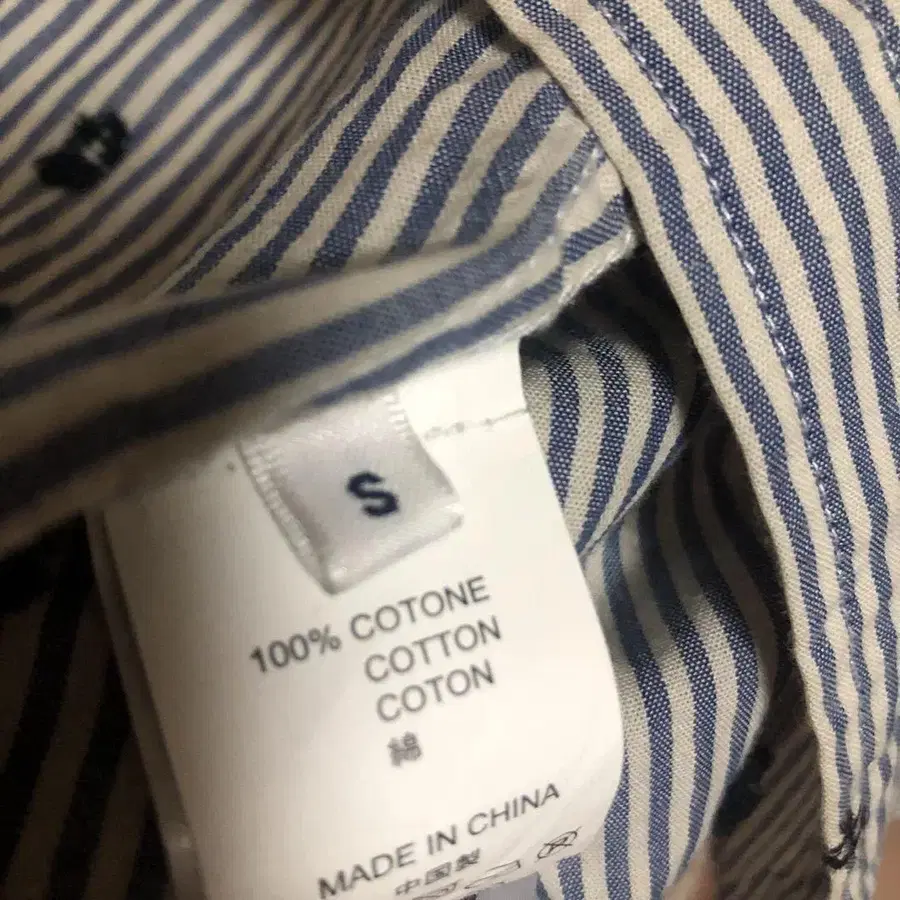 S
100% COTONE
COTTON
COTON
綿
MADE IN CHINA
中国製